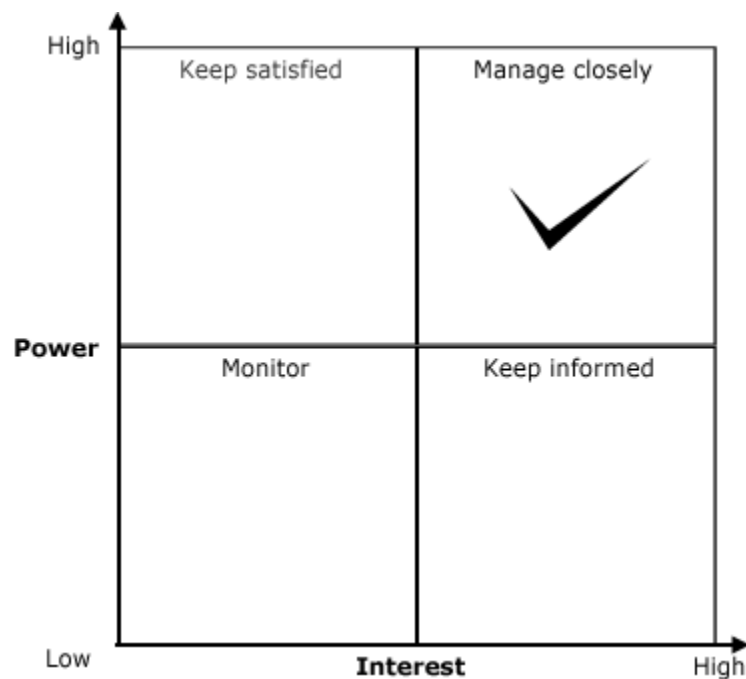 High
Keep satisfied
Manage closely
Power
Monitor
Keep informed
Low
Interest
High